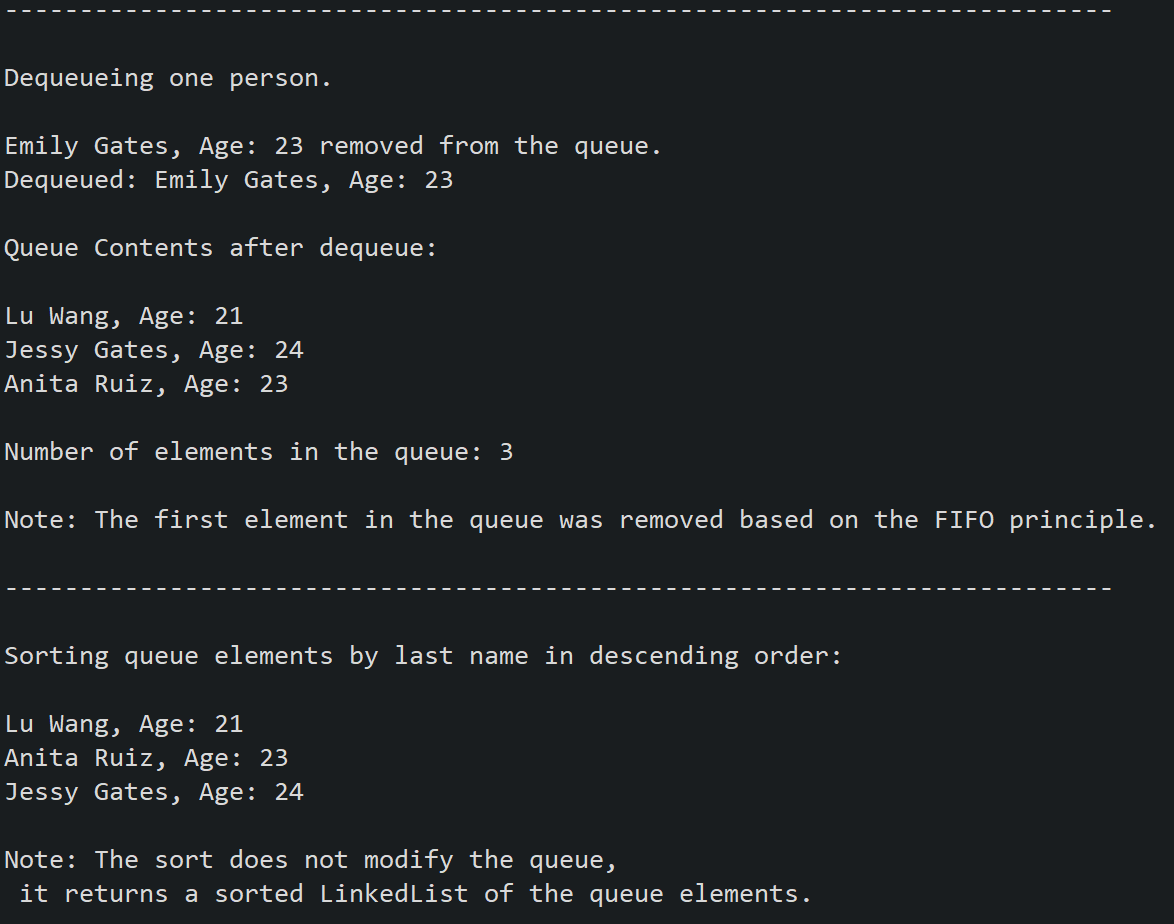 --------------------------------------------------------------------------
Dequeueing one person.
Emily Gates, Age: 23 removed from the queue.
Dequeued: Emily Gates, Age: 23
Queue Contents after dequeue:
Lu Wang, Age: 21
Jessy Gates, Age: 24
Anita Ruiz, Age: 23
Number of elements in the queue: 3
Note: The first element in the queue was removed based on the FIFO principle.
--------------------------------------------------------------------------
Sorting queue elements by last name in descending order:
Lu Wang, Age: 21
Anita Ruiz, Age: 23
Jessy Gates, Age: 24
Note: The sort does not modify the queue,
 it returns a sorted LinkedList of the queue elements.